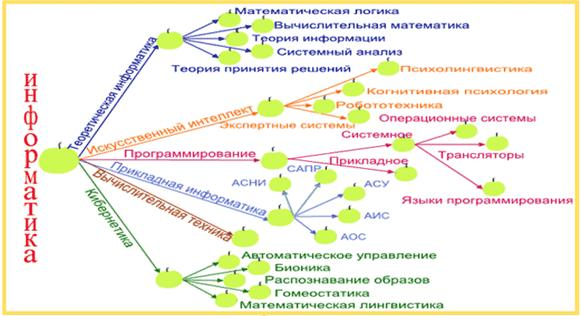 информатика
Теоретическая информатика
Математическая логика
Вычислительная математика
Теория информации
Системный анализ
Теория принятия решений
Искусственный интеллект
Психолингвистика
Когнитивная психология
Робототехника
Экспертные системы
Программирование
Системное
Операционные системы
Трансляторы
Языки программирования
Прикладное
Прикладная информатика
САПР
АСНИ
АСУ
АИС
АОС
Вычислительная техника
Кибернетика
Автоматическое управление
Бионика
Распознавание образов
Гомеостатика
Математическая лингвистика